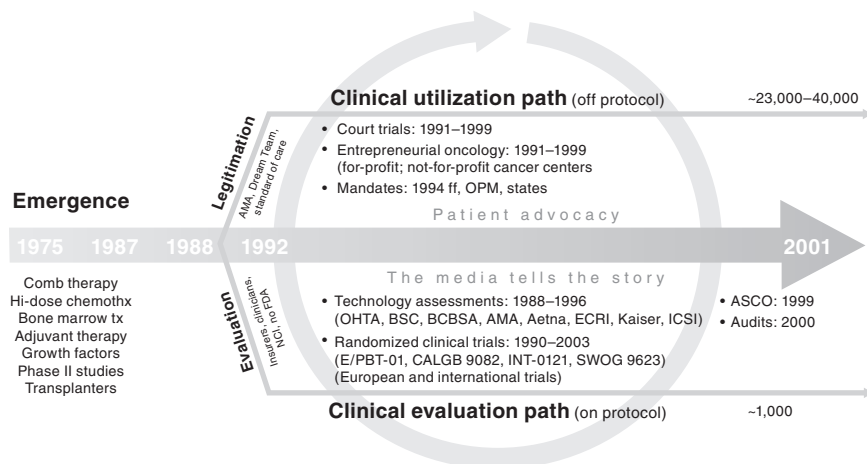 Clinical utilization path (off protocol)
~23,000–40,000
Legitimation
AMA, Dream Team,
standard of care
• Court trials: 1991–1999
• Entrepreneurial oncology: 1991–1999
(for-profit; not-for-profit cancer centers
• Mandates: 1994 ff, OPM, states
Emergence
Patient advocacy
1975 1987 1988 1992 2001
The media tells the story
Comb therapy
Hi-dose chemothx
Bone marrow tx
Adjuvant therapy
Growth factors
Phase II studies
Transplanters
Evaluation
Insurers, clinicians,
NCI, no FDA
• Technology assessments: 1988–1996
(OHTA, BSC, BCBSA, AMA, Aetna, ECRI, Kaiser, ICSI)
• Randomized clinical trials: 1990–2003
(E/PBT-01, CALGB 9082, INT-0121, SWOG 9623)
(European and international trials)
• ASCO: 1999
• Audits: 2000
Clinical evaluation path (on protocol)
~1,000